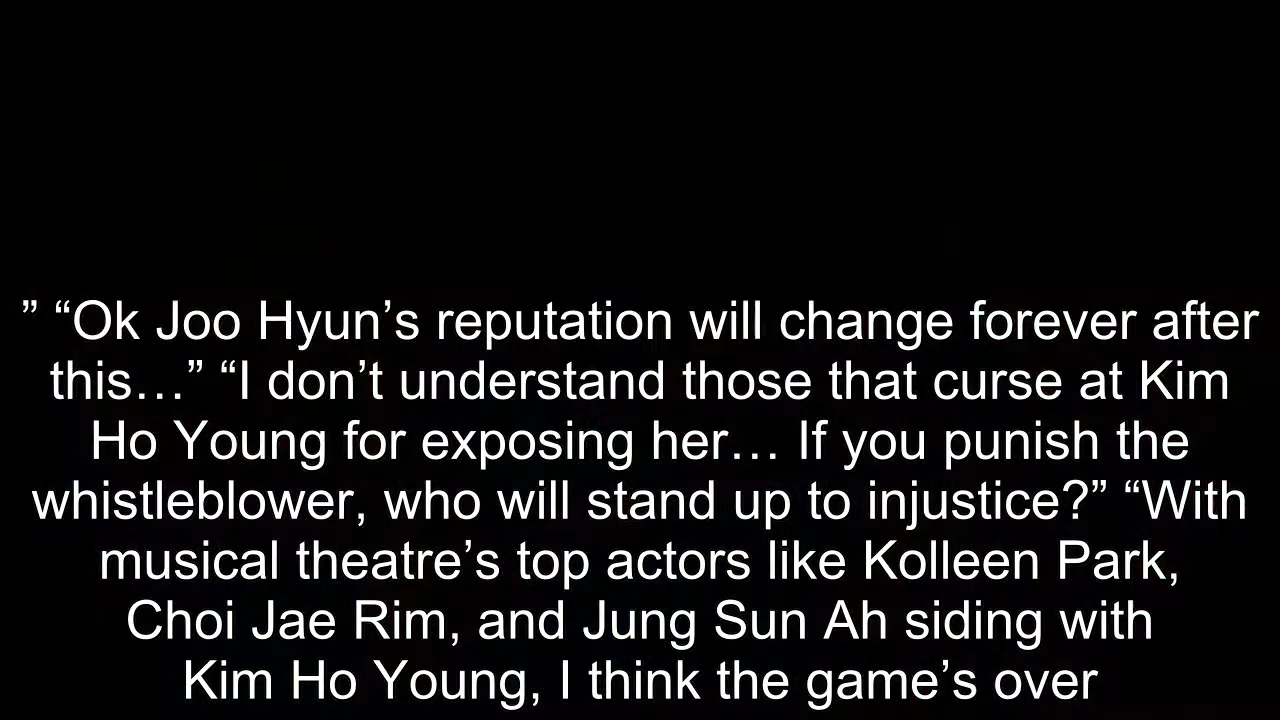 ” “Ok Joo Hyun’s reputation will change forever after
this…” “I don’t understand those that curse at Kim
Ho Young for exposing her… If you punish the
whistleblower, who will stand up to injustice?” “With
musical theatre’s top actors like Kolleen Park,
Choi Jae Rim, and Jung Sun Ah siding with
Kim Ho Young, I think the game’s over